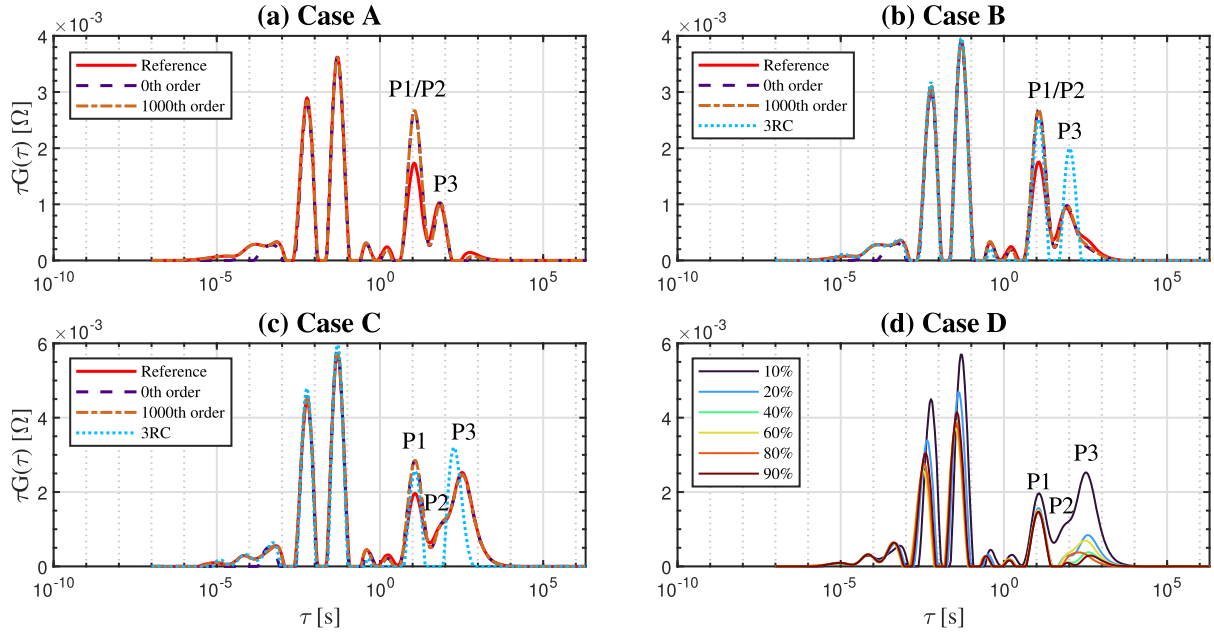 (a) Case A
×10⁻³
4
3
2
1
0
τG(τ) [Ω]
Reference
0th order
1000th order
P1/P2
P3
10⁻¹⁰
10⁻⁵
10⁰
10⁵
(b) Case B
×10⁻³
4
3
2
1
0
Reference
0th order
1000th order
3RC
P1/P2
P3
10⁻¹⁰
10⁻⁵
10⁰
10⁵
(c) Case C
×10⁻³
6
4
2
0
τG(τ) [Ω]
Reference
0th order
1000th order
3RC
P1
P3
P2
10⁻¹⁰
10⁻⁵
10⁰
10⁵
τ [s]
(d) Case D
×10⁻³
6
4
2
0
10%
20%
40%
60%
80%
90%
P3
P1
P2
10⁻¹⁰
10⁻⁵
10⁰
10⁵
τ [s]